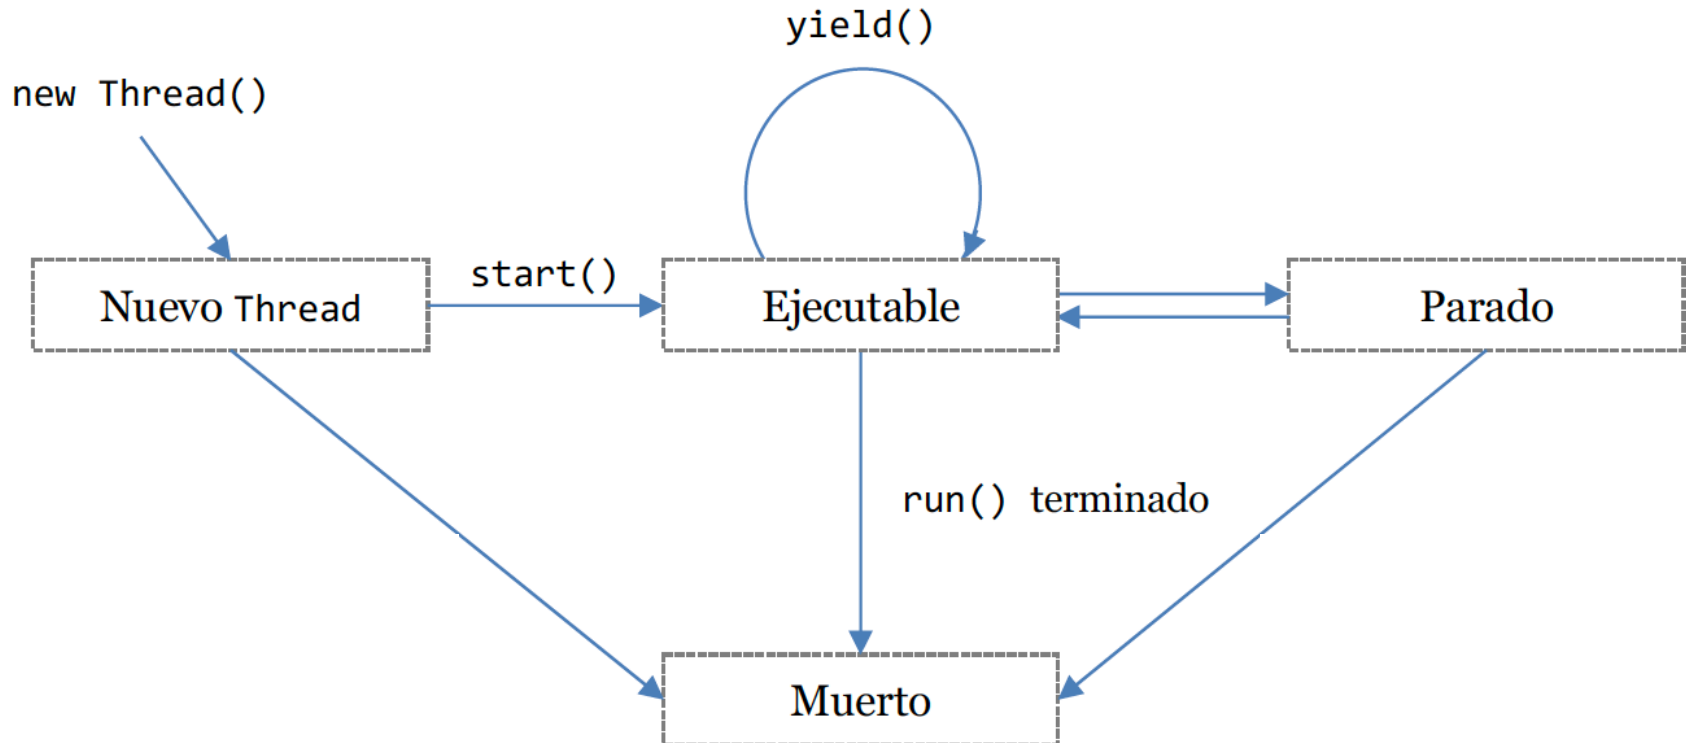 yield()
new Thread()
Nuevo Thread
start()
Ejecutable
Parado
run() terminado
Muerto